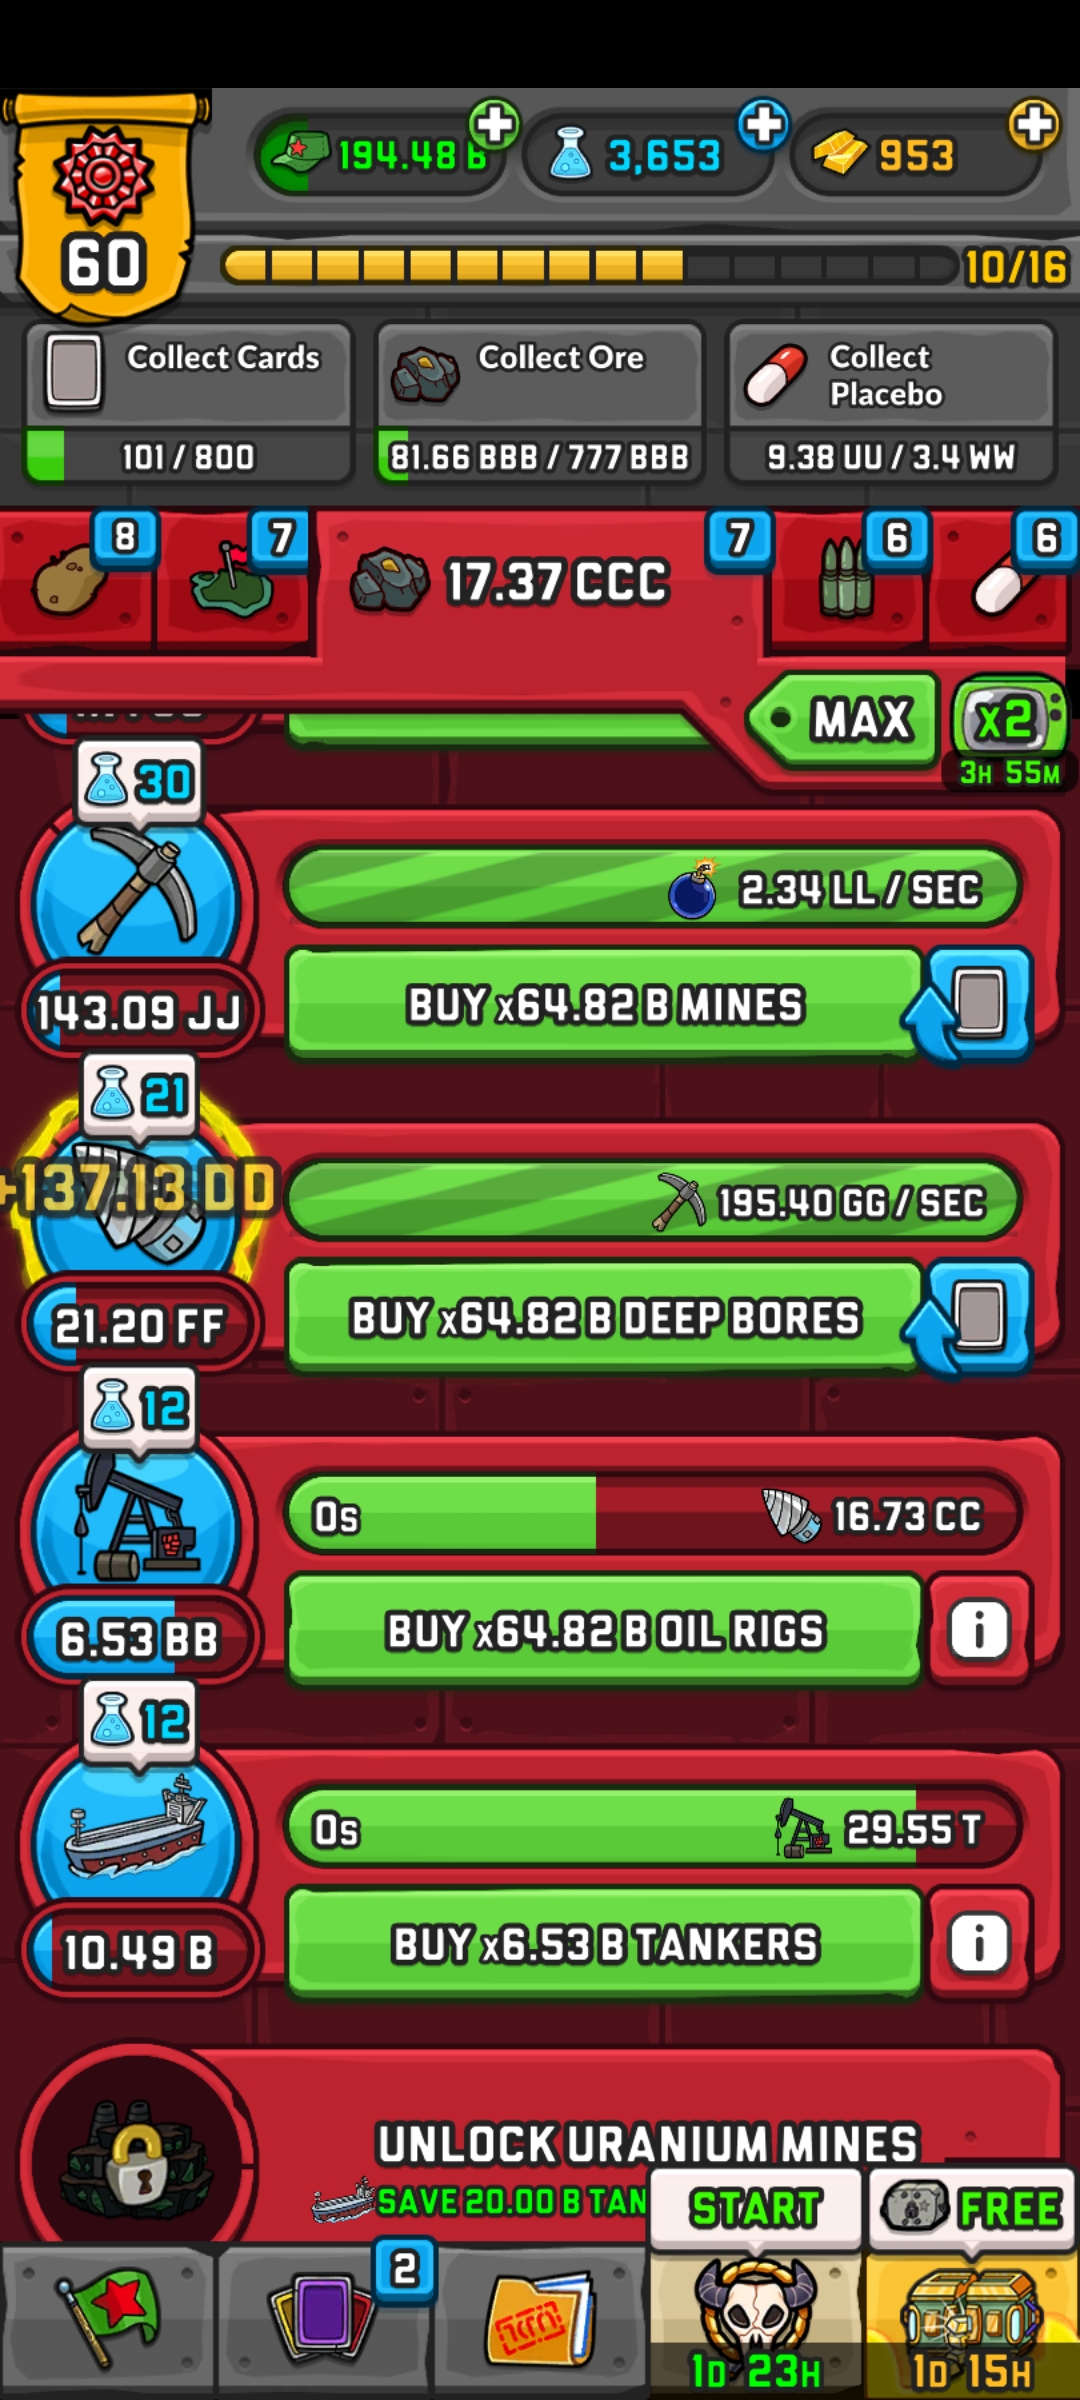 194.48 B
3,653
953
60
10/16
Collect Cards
101 / 800
Collect Ore
81.66 BBB / 777 BBB
Collect
Placebo
9.38 UU / 3.4 WW
8
7
17.37 CCC
7
6
6
MAX
x2
3H 55M
30
2.34 LL / SEC
143.09 JJ
BUY x64.82 B MINES
21
+137.13 DD
195.40 GG / SEC
21.20 FF
BUY x64.82 B DEEP BORES
12
0s
16.73 CC
6.53 BB
BUY x64.82 B OIL RIGS
i
12
0s
29.55 T
10.49 B
BUY x6.53 B TANKERS
i
UNLOCK URANIUM MINES
SAVE 20.00 B TAN
START
FREE
2
1D 23H
1D 15H